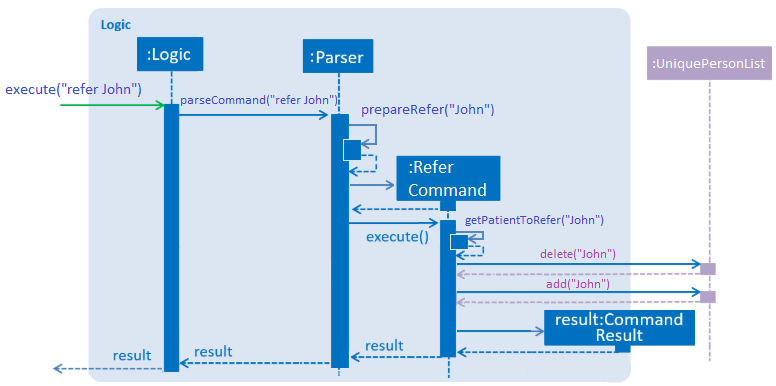 Logic
:Logic
:Parser
:UniquePersonList
execute("refer John")
parseCommand("refer John")
prepareRefer("John")
:Refer
Command
getPatientToRefer("John")
execute()
delete("John")
add("John")
result:Command
Result
result
result
result